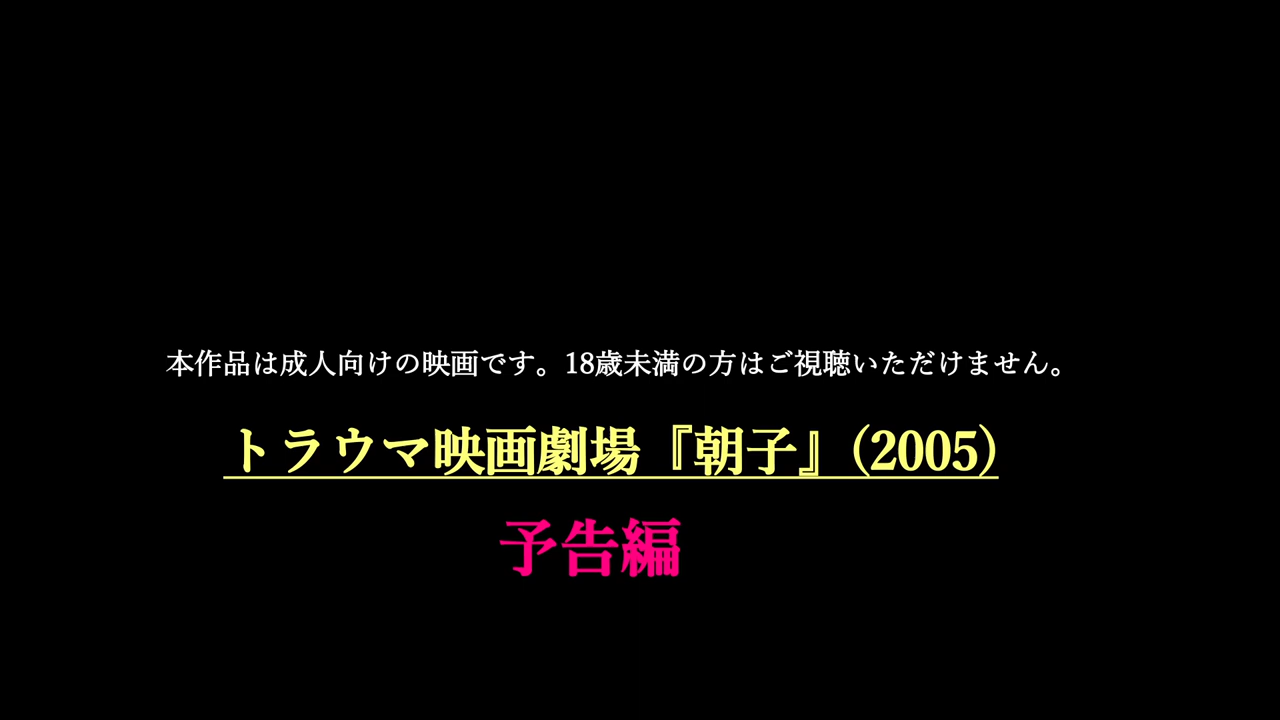 本作品は成人向けの映画です。18歳未満の方はご視聴いただけません。
トラウマ映画劇場『朝子』(2005)
予告編